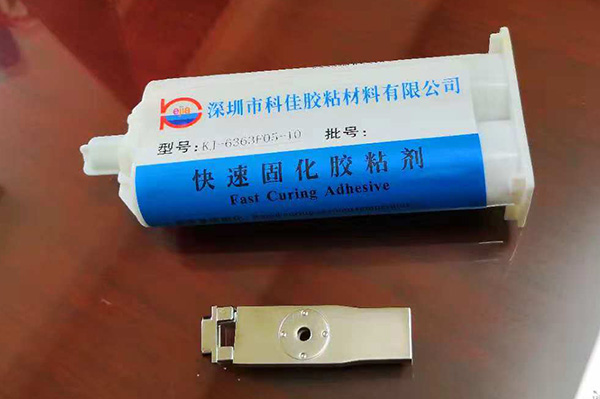 ejia
深圳市科佳胶粘材料有限公司
型号:KJ-6363F05-10 批号:
快速固化胶粘剂
Fast Curing Adhesive